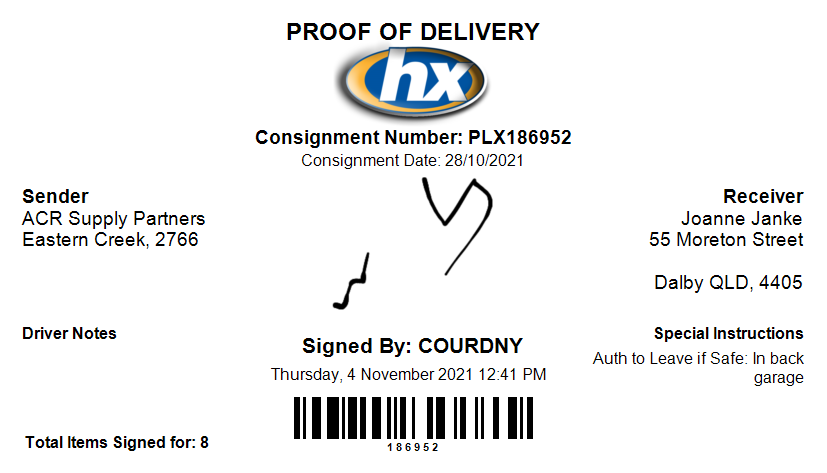 PROOF OF DELIVERY
hx
Consignment Number: PLX186952
Consignment Date: 28/10/2021
Sender
ACR Supply Partners
Eastern Creek, 2766
Receiver
Joanne Janke
55 Moreton Street
Dalby QLD, 4405
Driver Notes
Signed By: COURDNY
Thursday, 4 November 2021 12:41 PM
Special Instructions
Auth to Leave if Safe: In back
garage
Total Items Signed for: 8
186952